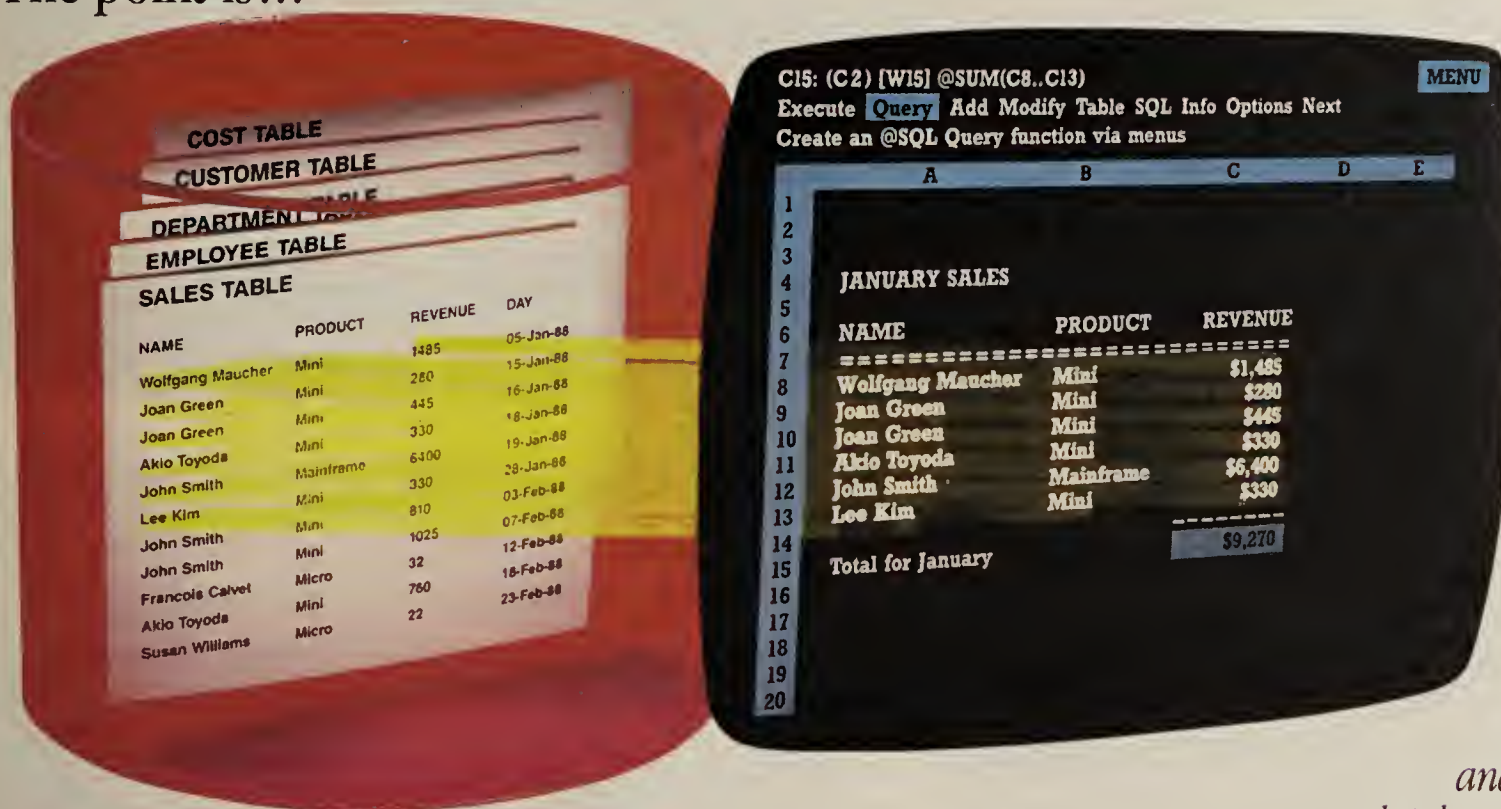 The point is...
COST TABLE
CUSTOMER TABLE
DEPARTMENT TABLE
EMPLOYEE TABLE
SALES TABLE
NAME PRODUCT REVENUE DAY
Wolfgang Maucher Mini 1485 05-Jan-88
Joan Green Mini 280 15-Jan-88
Joan Green Mini 445 16-Jan-88
Akio Toyoda Mini 330 18-Jan-88
John Smith Mainframe 6400 19-Jan-88
Lee Kim Mini 330 28-Jan-88
John Smith Mini 810 03-Feb-88
John Smith Mini 1025 07-Feb-88
Francois Calvet Micro 32 12-Feb-88
Akio Toyoda Mini 760 18-Feb-88
Susan Williams Micro 22 23-Feb-88
C15: (C2) [W15] @SUM(C8..C13) MENU
Execute Query Add Modify Table SQL Info Options Next
Create an @SQL Query function via menus
A B C D E
1
2
3
4 JANUARY SALES
5
6 NAME PRODUCT REVENUE
7 ==============================
8 Wolfgang Maucher Mini $1,485
9 Joan Green Mini $280
10 Joan Green Mini $445
11 Akio Toyoda Mini $330
12 John Smith Mainframe $6,400
13 Lee Kim Mini $330
14 --------
15 Total for January $9,270
16
17
18
19
20
and